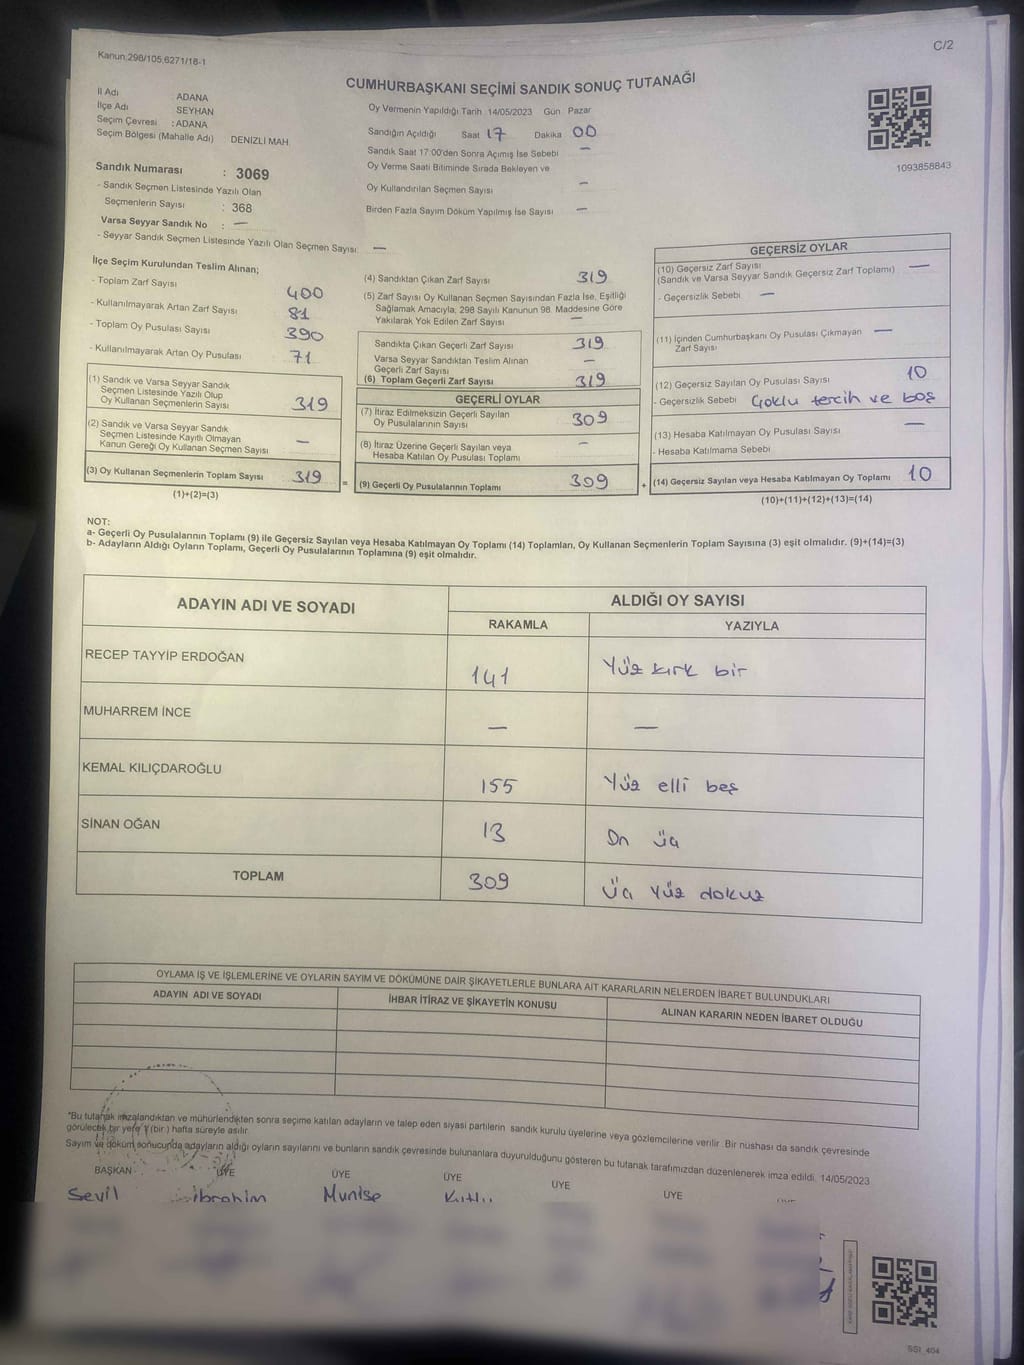 C/2
Kanun.298/105,6271/18-1
CUMHURBAŞKANI SEÇİMİ SANDIK SONUÇ TUTANAĞI
İl Adı : ADANA
İlçe Adı : SEYHAN
Seçim Çevresi : ADANA
Seçim Bölgesi (Mahalle Adı) DENİZLİ MAH.
Oy Vermenin Yapıldığı Tarih 14/05/2023 Gün Pazar
Sandığın Açıldığı Saat 17 Dakika 00
Sandık Saat 17:00'den Sonra Açımış İse Sebebi —
Oy Verme Saati Bitiminde Sırada Bekleyen ve
Oy Kullandırılan Seçmen Sayısı —
Birden Fazla Sayım Döküm Yapılmış İse Sayısı —
1093858843
Sandık Numarası : 3069
- Sandık Seçmen Listesinde Yazılı Olan
Seçmenlerin Sayısı : 368
Varsa Seyyar Sandık No : —
- Seyyar Sandık Seçmen Listesinde Yazılı Olan Seçmen Sayısı: —
İlçe Seçim Kurulundan Teslim Alınan;
- Toplam Zarf Sayısı 400
- Kullanılmayarak Artan Zarf Sayısı 81
- Toplam Oy Pusulası Sayısı 390
- Kullanılmayarak Artan Oy Pusulası 71
(1) Sandık ve Varsa Seyyar Sandık
Seçmen Listesinde Yazılı Olup
Oy Kullanan Seçmenlerin Sayısı 319
(2) Sandık ve Varsa Seyyar Sandık
Seçmen Listesinde Kayıtlı Olmayan
Kanun Gereği Oy Kullanan Seçmen Sayısı —
(3) Oy Kullanan Seçmenlerin Toplam Sayısı 319
(1)+(2)=(3)
=
(4) Sandıktan Çıkan Zarf Sayısı 319
(5) Zarf Sayısı Oy Kullanan Seçmen Sayısından Fazla İse, Eşitliği
Sağlamak Amacıyla, 298 Sayılı Kanunun 98. Maddesine Göre
Yakılarak Yok Edilen Zarf Sayısı —
Sandıkta Çıkan Geçerli Zarf Sayısı 319
Varsa Seyyar Sandıktan Teslim Alınan
Geçerli Zarf Sayısı —
(6) Toplam Geçerli Zarf Sayısı 319
GEÇERLİ OYLAR
(7) İtiraz Edilmeksizin Geçerli Sayılan
Oy Pusulalarının Sayısı 309
(8) İtiraz Üzerine Geçerli Sayılan veya
Hesaba Katılan Oy Pusulası Toplamı —
(9) Geçerli Oy Pusulalarının Toplamı 309
+
GEÇERSİZ OYLAR
(10) Geçersiz Zarf Sayısı
(Sandık ve Varsa Seyyar Sandık Geçersiz Zarf Toplamı) —
- Geçersizlik Sebebi —
(11) İçinden Cumhurbaşkanı Oy Pusulası Çıkmayan —
Zarf Sayısı
(12) Geçersiz Sayılan Oy Pusulası Sayısı 10
- Geçersizlik Sebebi Çoklu tercih ve boş
(13) Hesaba Katılmayan Oy Pusulası Sayısı —
- Hesaba Katılmama Sebebi
(14) Geçersiz Sayılan veya Hesaba Katılmayan Oy Toplamı 10
(10)+(11)+(12)+(13)=(14)
NOT:
a- Geçerli Oy Pusulalarının Toplamı (9) ile Geçersiz Sayılan veya Hesaba Katılmayan Oy Toplamı (14) Toplamları, Oy Kullanan Seçmenlerin Toplam Sayısına (3) eşit olmalıdır. (9)+(14)=(3)
b- Adayların Aldığı Oyların Toplamı, Geçerli Oy Pusulalarının Toplamına (9) eşit olmalıdır.
ADAYIN ADI VE SOYADI ALDIĞI OY SAYISI
RAKAMLA YAZIYLA
RECEP TAYYİP ERDOĞAN 141 Yüz kırk bir
MUHARREM İNCE — —
KEMAL KILIÇDAROĞLU 155 Yüz elli beş
SİNAN OĞAN 13 On üç
TOPLAM 309 Üç Yüz dokuz
OYLAMA İŞ VE İŞLEMLERİNE VE OYLARIN SAYIM VE DÖKÜMÜNE DAİR ŞİKAYETLERLE BUNLARA AİT KARARLARIN NELERDEN İBARET BULUNDUKLARI
ADAYIN ADI VE SOYADI İHBAR İTİRAZ VE ŞİKAYETİN KONUSU ALINAN KARARIN NEDEN İBARET OLDUĞU
*Bu tutanak imzalandıktan ve mühürlendikten sonra seçime katılan adayların ve talep eden siyasi partilerin sandık kurulu üyelerine veya gözlemcilerine verilir. Bir nushası da sandık çevresinde
görülecek bir yere 1 (bir) hafta süreyle asılır.
Sayım ve döküm sonucunda adayların aldığı oyların sayılarını ve bunların sandık çevresinde bulunanlara duyurulduğunu gösteren bu tutanak tarafımızdan düzenlenerek imza edildi. 14/05/2023
BAŞKAN ÜYE ÜYE ÜYE ÜYE ÜYE
Sevil İbrahim Munise
SSI_404